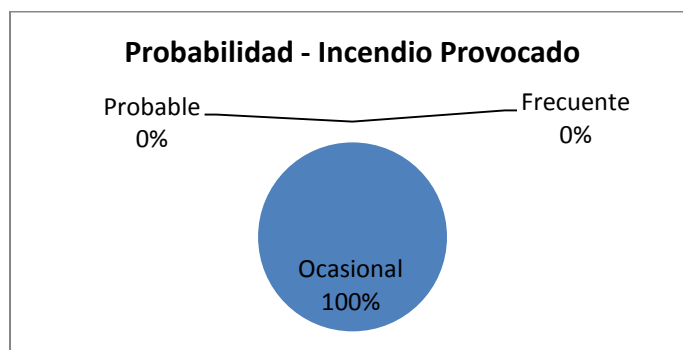 Probabilidad - Incendio Provocado
Probable
0%
Frecuente
0%
Ocasional
100%